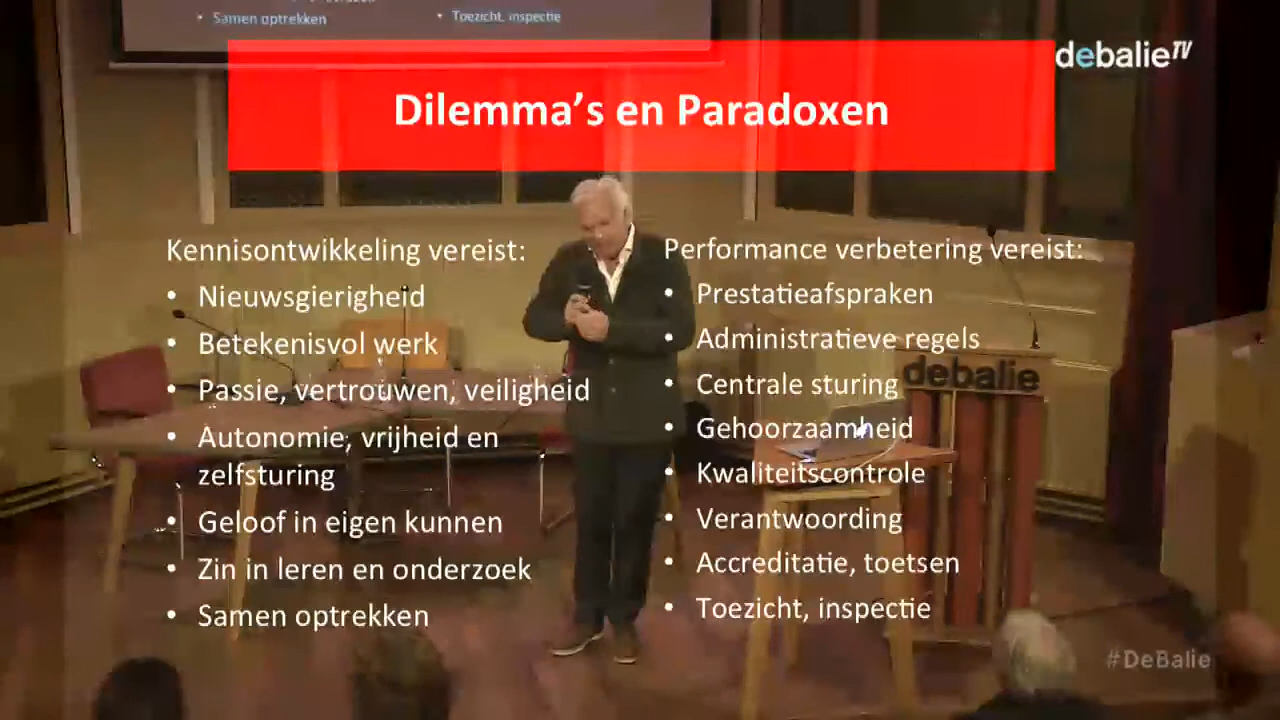 Samen optrekken
Toezicht, inspectie
debalieTV
Dilemma's en Paradoxen
Kennisontwikkeling vereist:
• Nieuwsgierigheid
• Betekenisvol werk
• Passie, vertrouwen, veiligheid
• Autonomie, vrijheid en
zelfsturing
• Geloof in eigen kunnen
• Zin in leren en onderzoek
• Samen optrekken
Performance verbetering vereist:
• Prestatieafspraken
• Administratieve regels
• Centrale sturing
• Gehoorzaamheid
• Kwaliteitscontrole
• Verantwoording
• Accreditatie, toetsen
• Toezicht, inspectie
debalie
#DeBalie